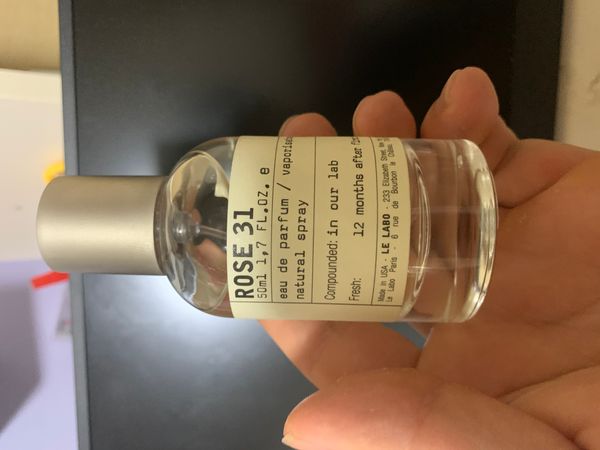 ROSE 31
50ml 1,7 FL.OZ. e
eau de parfum /
natural spray
Compounded: in our lab
Fresh: 12 months after
Made in USA - LE LABO - 233 Elizabeth Street,
Le Labo Paris - 6 rue de Bourbon le